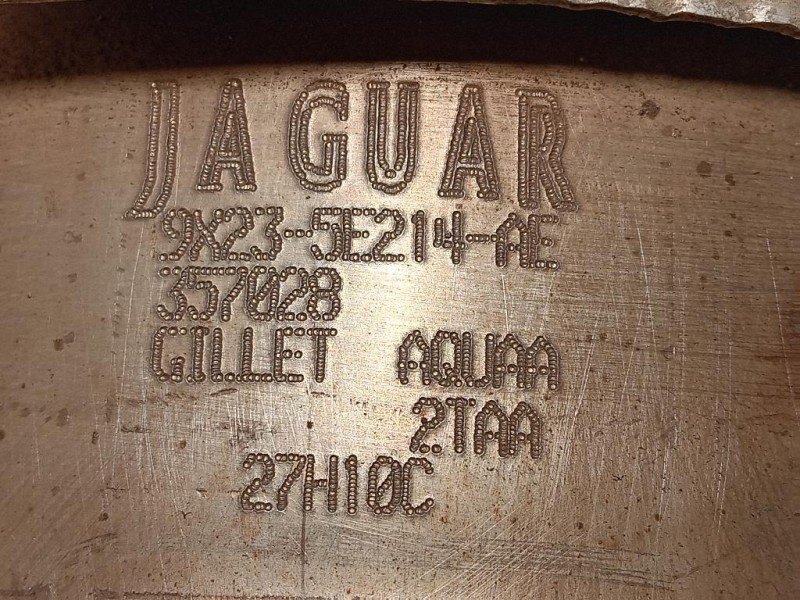 JAGUAR
9X23-5E214-AE
357028
GILLET AQUAA
2TAA
27H10C